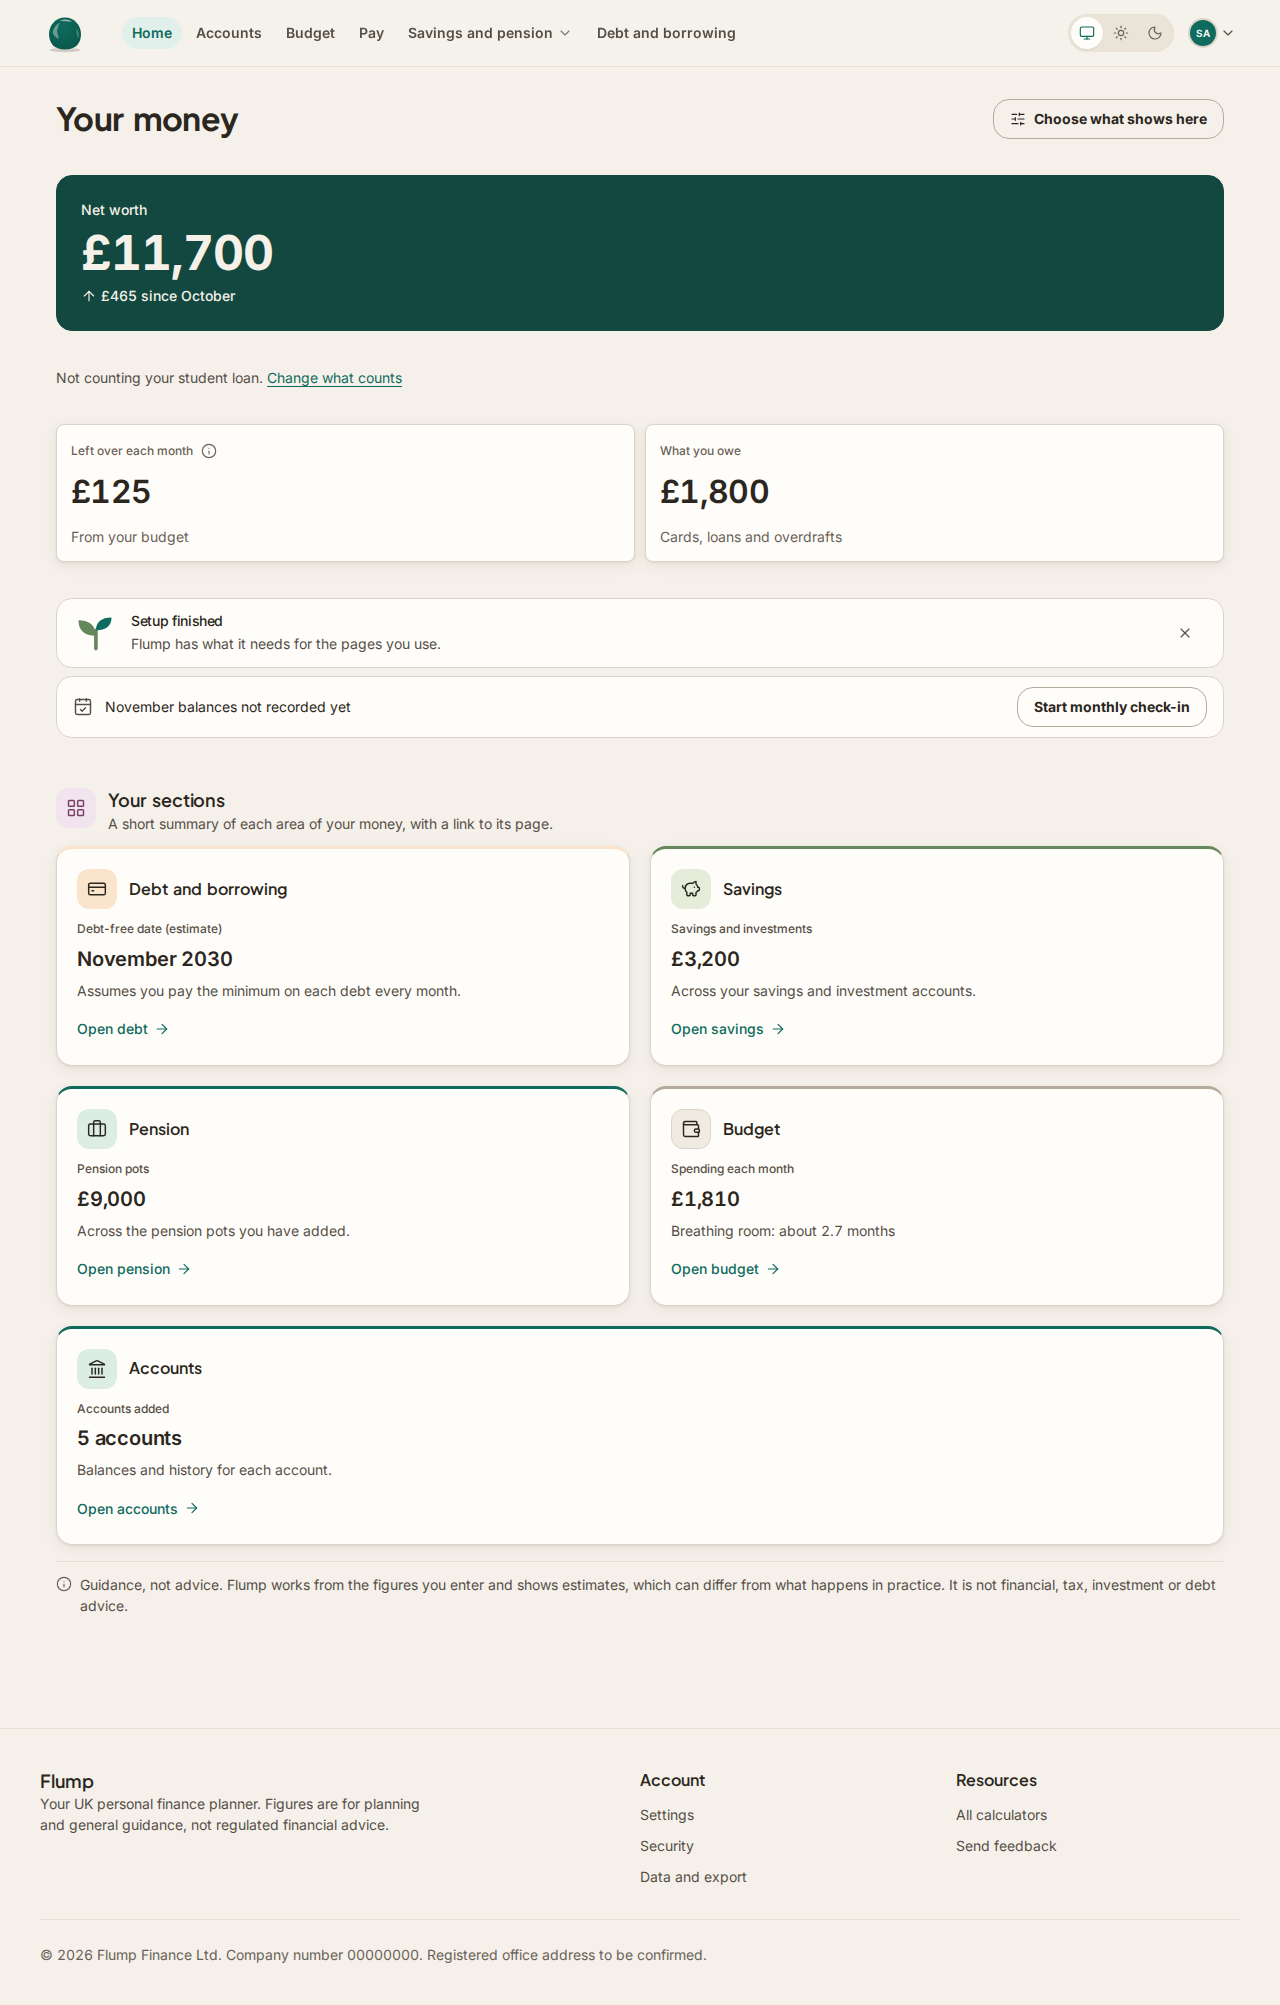 Home
Accounts
Budget
Pay
Savings and pension
Debt and borrowing
SA
Your money
Choose what shows here
Net worth
£11,700
£465 since October
Not counting your student loan. Change what counts
Left over each month
£125
From your budget
What you owe
£1,800
Cards, loans and overdrafts
Setup finished
Flump has what it needs for the pages you use.
November balances not recorded yet
Start monthly check-in
Your sections
A short summary of each area of your money, with a link to its page.
Debt and borrowing
Debt-free date (estimate)
November 2030
Assumes you pay the minimum on each debt every month.
Open debt
Savings
Savings and investments
£3,200
Across your savings and investment accounts.
Open savings
Pension
Pension pots
£9,000
Across the pension pots you have added.
Open pension
Budget
Spending each month
£1,810
Breathing room: about 2.7 months
Open budget
Accounts
Accounts added
5 accounts
Balances and history for each account.
Open accounts
Guidance, not advice. Flump works from the figures you enter and shows estimates, which can differ from what happens in practice. It is not financial, tax, investment or debt
advice.
Flump
Your UK personal finance planner. Figures are for planning
and general guidance, not regulated financial advice.
Account
Settings
Security
Data and export
Resources
All calculators
Send feedback
© 2026 Flump Finance Ltd. Company number 00000000. Registered office address to be confirmed.